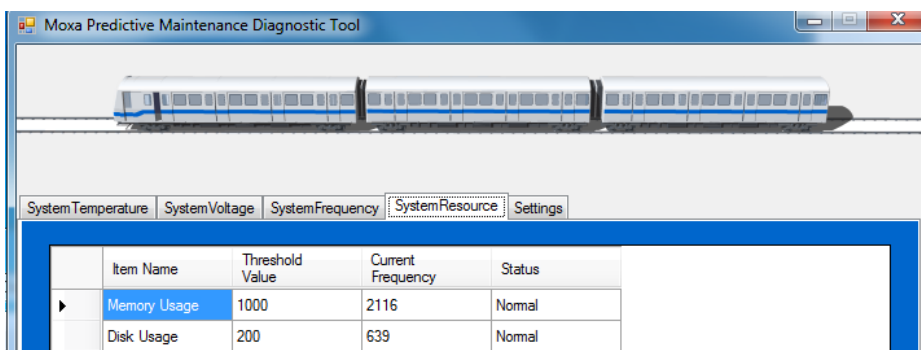 Moxa Predictive Maintenance Diagnostic Tool
SystemTemperature SystemVoltage SystemFrequency SystemResource Settings
Item Name Threshold Value Current Frequency Status
Memory Usage 1000 2116 Normal
Disk Usage 200 639 Normal